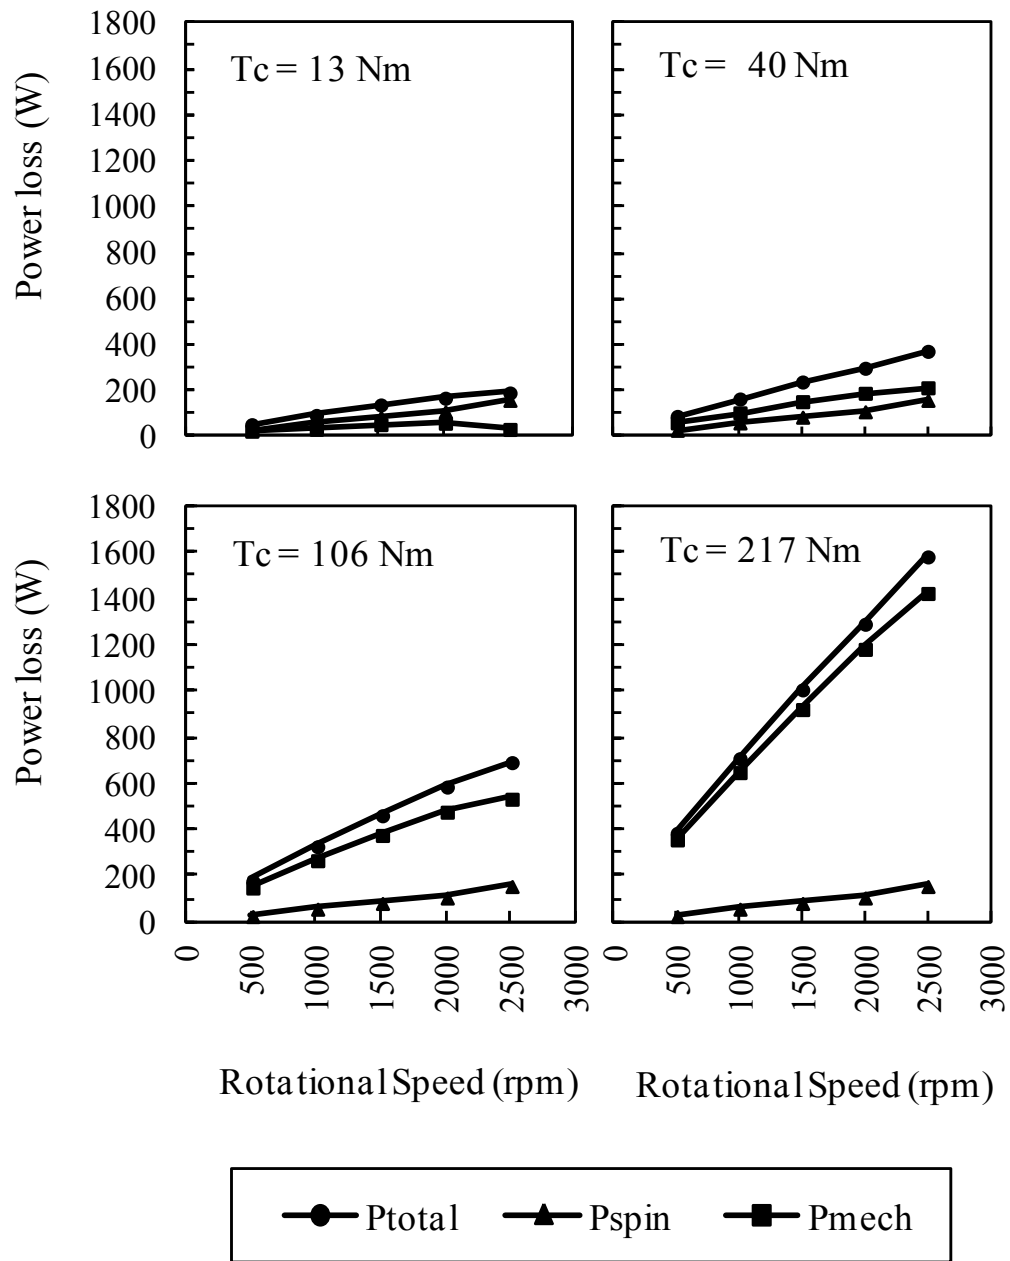 Power loss (W)
1800
1600
1400
1200
1000
800
600
400
200
0
Tc = 13 Nm
Tc = 40 Nm
Power loss (W)
1800
1600
1400
1200
1000
800
600
400
200
0
Tc = 106 Nm
Tc = 217 Nm
0 500 1000 1500 2000 2500 3000
0 500 1000 1500 2000 2500 3000
Rotational Speed (rpm)
Rotational Speed (rpm)
Ptotal Pspin Pmech